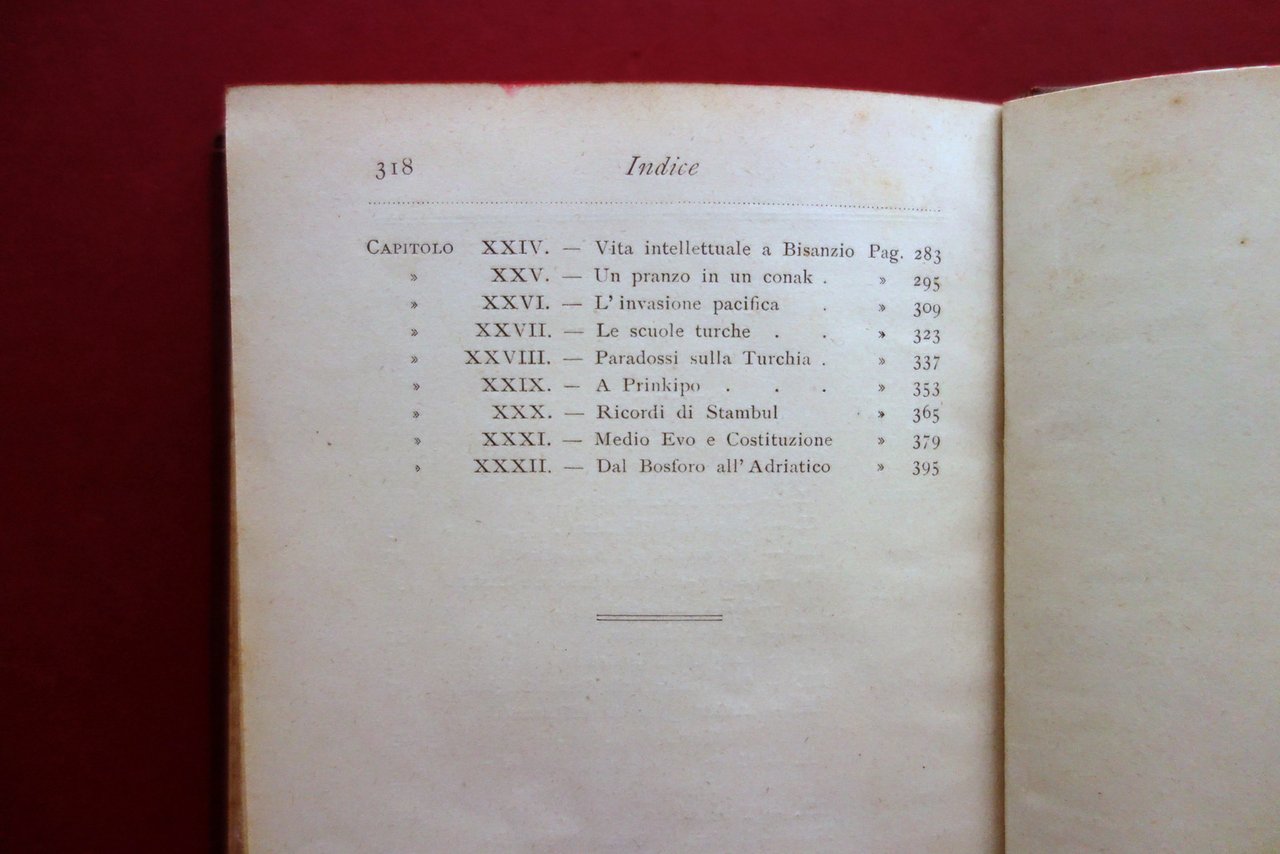 318 Indice
CAPITOLO XXIV. — Vita intellettuale a Bisanzio Pag. 283
» XXV. — Un pranzo in un conak . » 295
» XXVI. — L'invasione pacifica . » 309
» XXVII. — Le scuole turche . . » 323
» XXVIII. — Paradossi sulla Turchia . » 337
» XXIX. — A Prinkipo . . . » 353
» XXX. — Ricordi di Stambul . » 365
» XXXI. — Medio Evo e Costituzione » 379
» XXXII. — Dal Bosforo all'Adriatico » 395